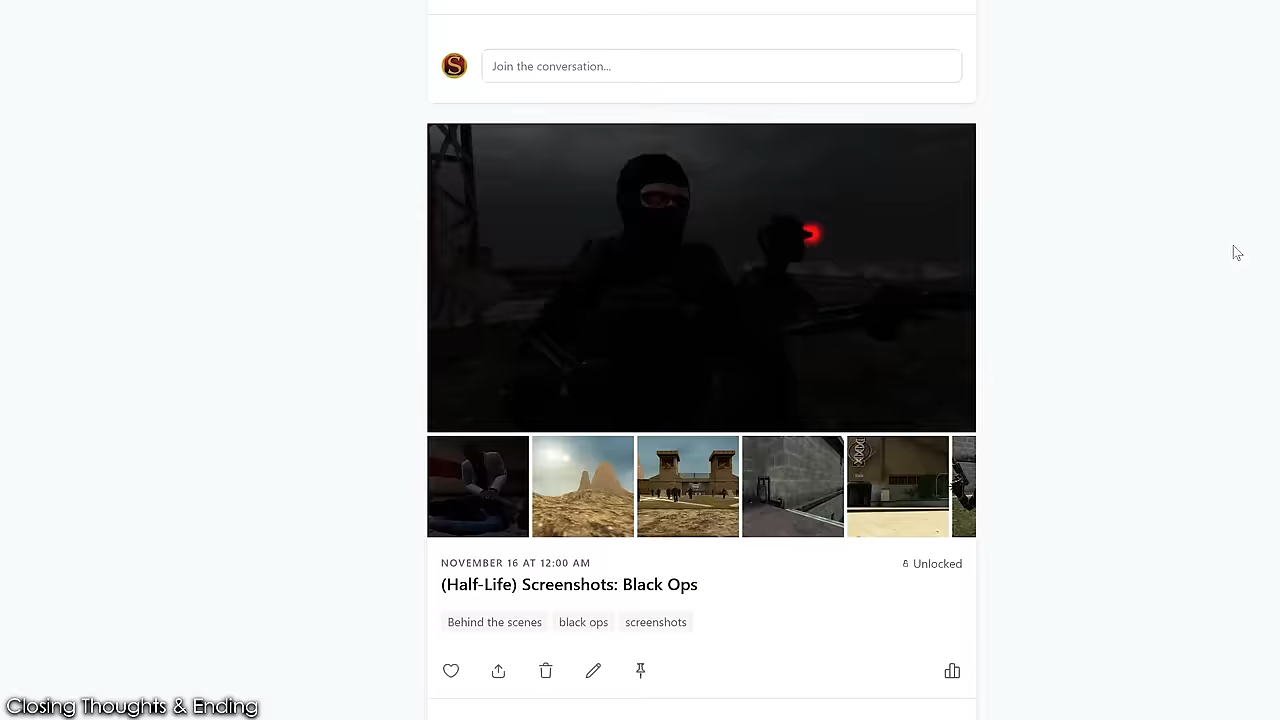 S
Join the conversation...
NOVEMBER 16 AT 12:00 AM
Unlocked
(Half-Life) Screenshots: Black Ops
Behind the scenes
black ops
screenshots
Closing Thoughts & Ending